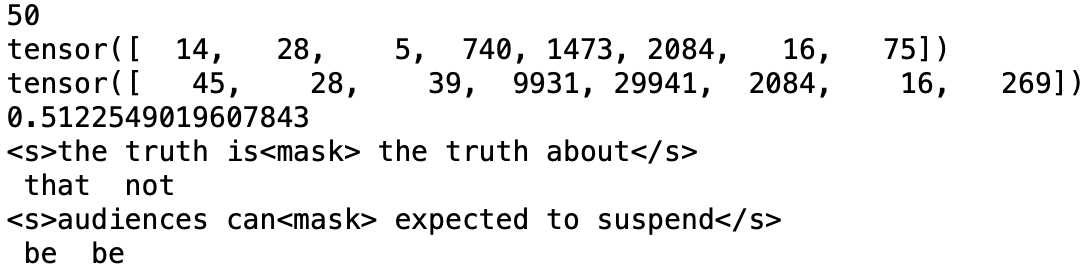 50
tensor([  14,   28,    5,  740, 1473, 2084,   16,   75])
tensor([   45,    28,    39,  9931, 29941,  2084,    16,   269])
0.5122549019607843
<s>the truth is<mask> the truth about</s>
 that  not
<s>audiences can<mask> expected to suspend</s>
 be  be